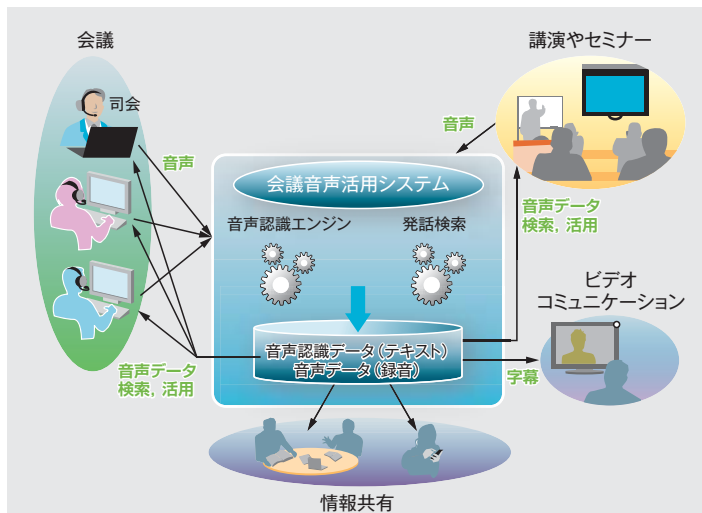 会議
講演やセミナー
司会
音声
音声
会議音声活用システム
音声認識エンジン
発話検索
音声データ
検索，活用
ビデオ
コミュニケーション
音声認識データ（テキスト）
音声データ（録音）
音声データ
検索，活用
字幕
情報共有